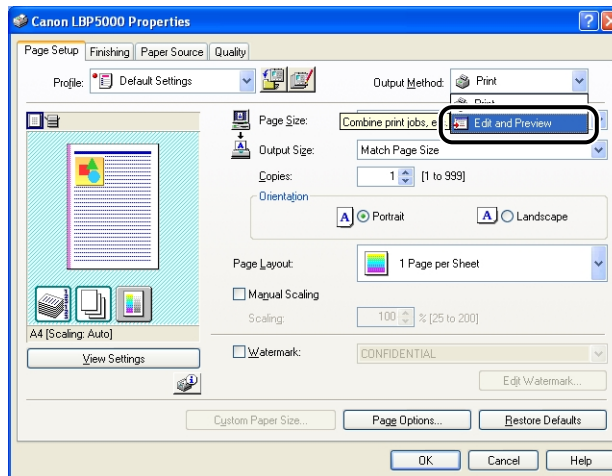 Canon LBP5000 Properties
Page Setup Finishing Paper Source Quality
Profile: Default Settings Output Method: Print
Print
Page Size: Combine print jobs, e Edit and Preview
Output Size: Match Page Size
Copies: 1 [1 to 999]
Orientation
A Portrait A Landscape
Page Layout: 1 Page per Sheet
Manual Scaling
Scaling: 100 % [25 to 200]
A4 [Scaling: Auto]
View Settings
Watermark: CONFIDENTIAL
Edit Watermark...
Custom Paper Size... Page Options... Restore Defaults
OK Cancel Help